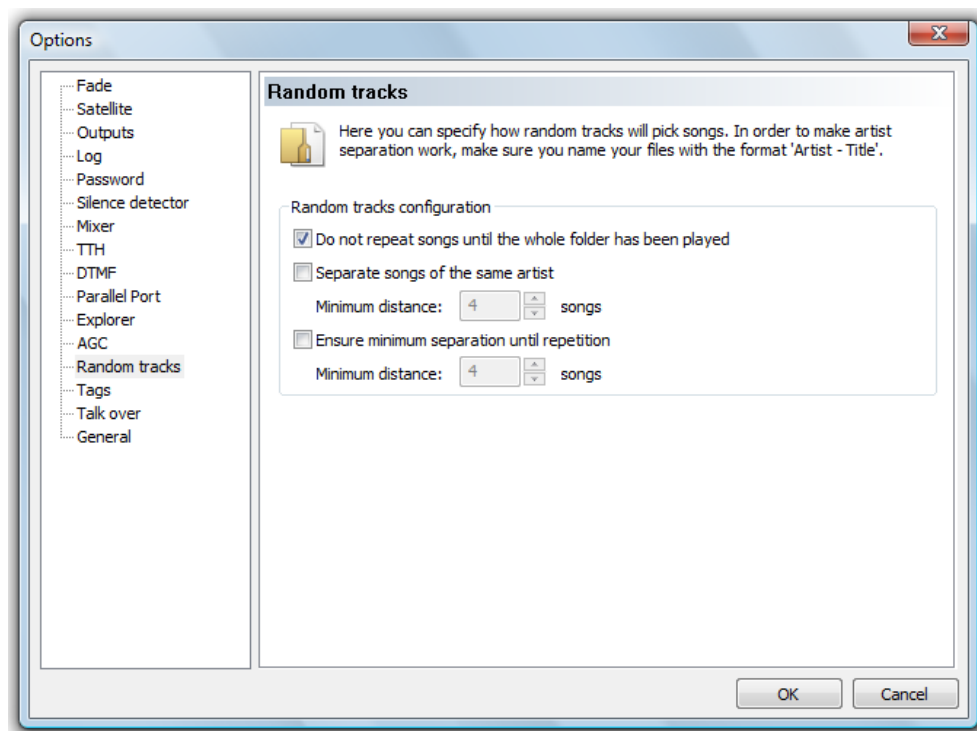 Options
Fade
Satellite
Outputs
Log
Password
Silence detector
Mixer
TTH
DTMF
Parallel Port
Explorer
AGC
Random tracks
Tags
Talk over
General
Random tracks
Here you can specify how random tracks will pick songs. In order to make artist
separation work, make sure you name your files with the format 'Artist - Title'.
Random tracks configuration
Do not repeat songs until the whole folder has been played
Separate songs of the same artist
Minimum distance: 4 songs
Ensure minimum separation until repetition
Minimum distance: 4 songs
OK Cancel